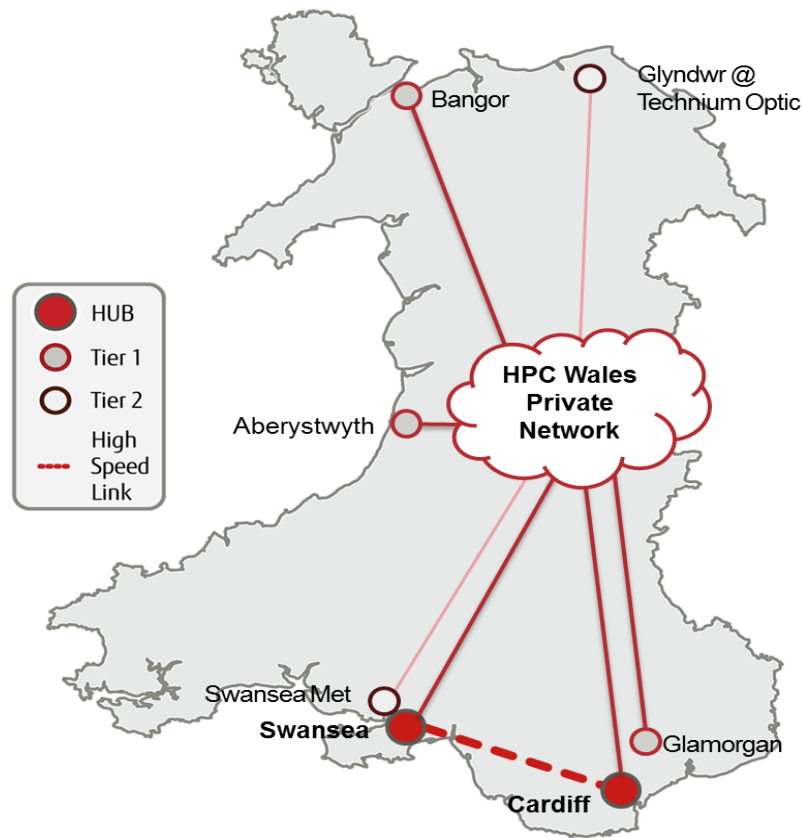 Glyndwr @
Technium Optic
Bangor
HUB
Tier 1
Tier 2
High
Speed
Link
HPC Wales
Private
Network
Aberystwyth
Swansea Met
Swansea
Glamorgan
Cardiff